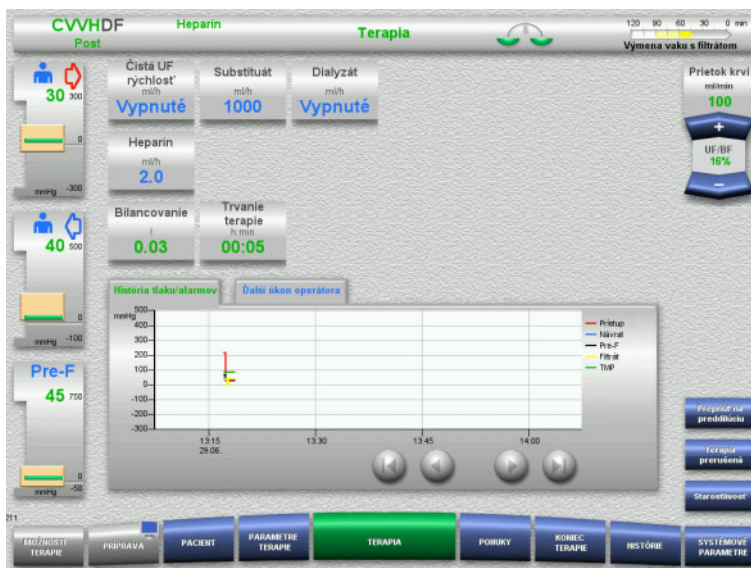 CVVHDF
Post
Heparin
Terapia
120 90 60 30 0 min
Výmena vaku s filtrátom
30 300
0
mmHg -300
Čistá UF
rýchlosť
ml/h
Vypnuté
Substituát
ml/h
1000
Dialyzát
ml/h
Vypnuté
Prietok krvi
ml/min
100
+
UF/BF
16%
−
Heparin
ml/h
2.0
40 500
0
mmHg -100
Bilancovanie
l
0.03
Trvanie
terapie
h:min
00:05
História tlaku/alarmov
Ďalší úkon operátora
mmHg
500
400
300
200
100
0
-100
-200
-300
13:15
29.06.
13:30
13:45
14:00
Prístup
Návrat
Pre-F
Filtrát
TMP
Pre-F
45 750
0
mmHg -50
Prepnúť na
preddilúciu
Terapia
prerušená
Starostlivosť
211
MOŽNOSTI
TERAPIE
PRÍPRAVA
PACIENT
PARAMETRE
TERAPIE
TERAPIA
PONUKY
KONIEC
TERAPIE
HISTÓRIE
SYSTÉMOVÉ
PARAMETRE